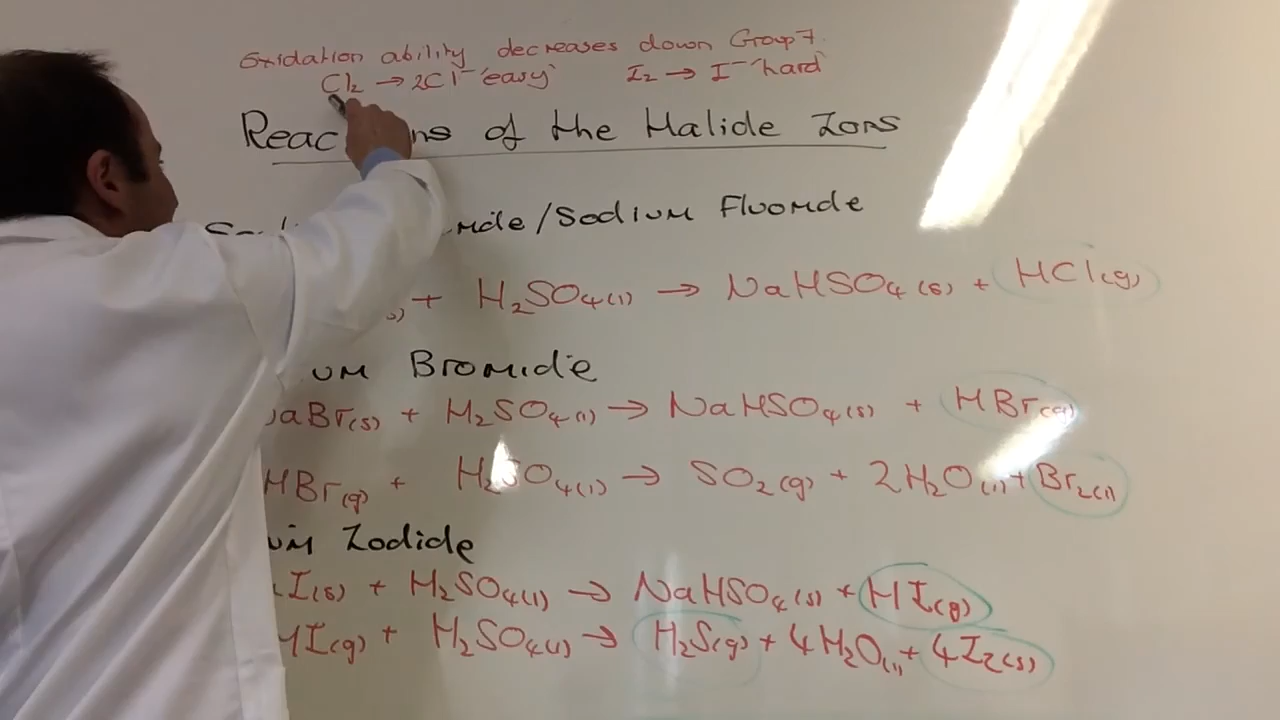 Oxidation ability decreases down Group 7.
Cl₂ → 2Cl⁻ 'easy' I₂ → I⁻ 'hard'
Reac ns of the Halide Ions
ride/Sodium Fluoride
s) + H₂SO₄(l) → NaHSO₄(s) + HCl(g)
um Bromide
aBr(s) + H₂SO₄(l) → NaHSO₄(s) + HBr(g)
HBr(g) + H₂SO₄(l) → SO₂(g) + 2H₂O(l) + Br₂(l)
um Iodide
I(s) + H₂SO₄(l) → NaHSO₄(s) + HI(g)
HI(g) + H₂SO₄(l) → H₂S(g) + 4H₂O(l) + 4I₂(s)